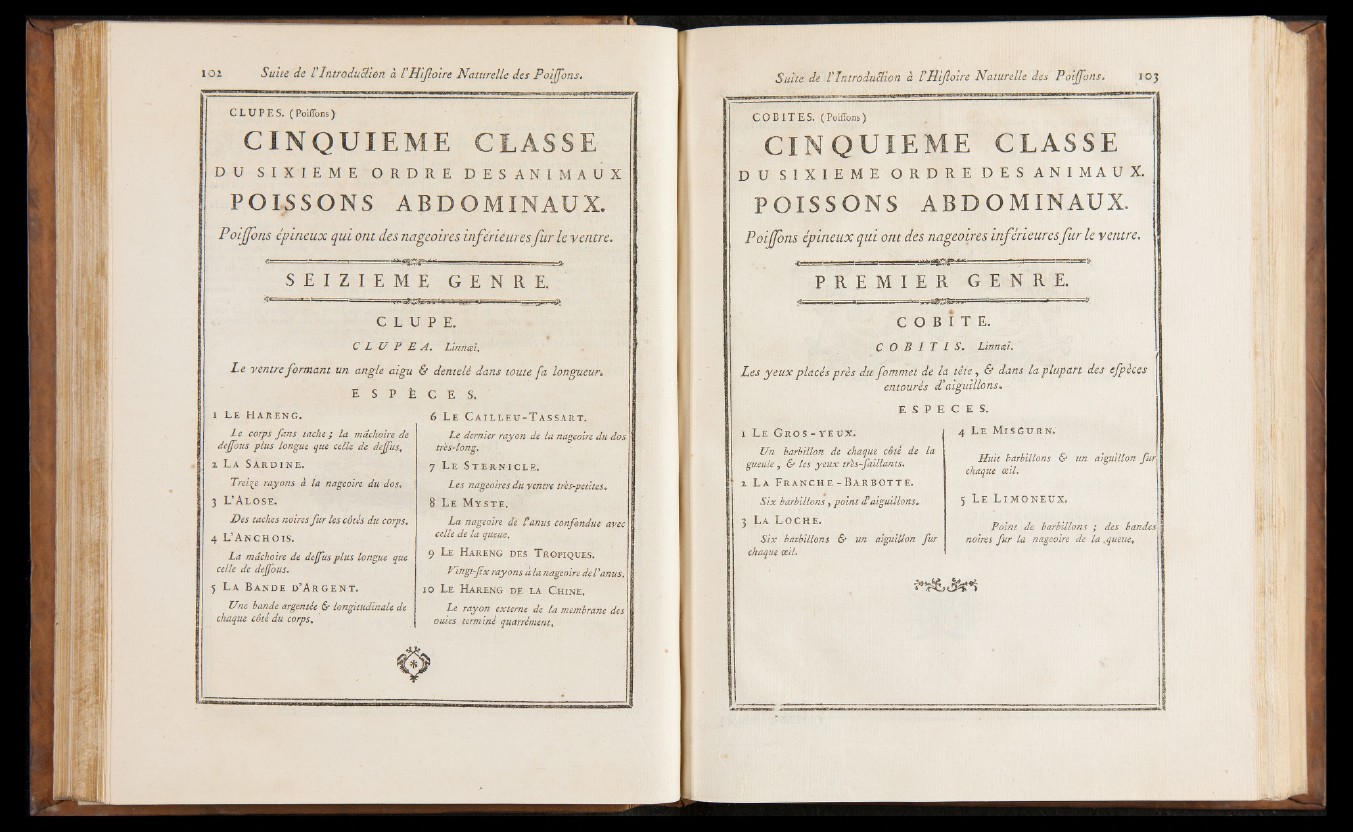 102 Suite de l'Introduction à l'Hiſtoire Naturelle des Poiſſons.
CLUPES. (Poiſſons)
CINQUIEME CLASSE
DU SIXIEME ORDRE DES ANIMAUX
POISSONS ABDOMINAUX.
Poiſſons épineux qui ont des nageoires inférieures ſur le ventre.
SEIZIEME GENRE.
CLUPE.
CLUPEA. Linnæi.
Le ventre formant un angle aigu & dentelé dans toute ſa longueur.
ESPÈCES.
1 LE HARENG.
Le corps ſans tache ; la mâchoire de
deſſous plus longue que celle de deſſus.
2 LA SARDINE.
Treize rayons à la nageoire du dos.
3 L'ALOSE.
Des taches noires ſur les côtés du corps.
4 L'ANCHOIS.
La mâchoire de deſſus plus longue que
celle de deſſous.
5 LA BANDE D'ARGENT.
Une bande argentée & longitudinale de
chaque côté du corps.
6 LE CAILLEU-TASSART.
Le dernier rayon de la nageoire du dos
très-long.
7 LE STERNICLE.
Les nageoires du ventre très-petites.
8 LE MYSTE.
La nageoire de l'anus confondue avec
celle de la queue.
9 LE HARENG DES TROPIQUES.
Vingt-ſix rayons à la nageoire de l'anus.
10 LE HARENG DE LA CHINE.
Le rayon externe de la membrane des
ouies terminé quarrément.
Suite de l'Introduction à l'Hiſtoire Naturelle des Poiſſons. 103
COBITES. (Poiſſons)
CINQUIEME CLASSE
DU SIXIEME ORDRE DES ANIMAUX.
POISSONS ABDOMINAUX.
Poiſſons épineux qui ont des nageoires inférieures ſur le ventre.
PREMIER GENRE.
COBITE.
COBITIS. Linnæi.
Les yeux placés près du ſommet de la tête, & dans la plupart des eſpèces
entourés d'aiguillons.
ESPECES.
1 LE GROS-YEUX.
Un barbillon de chaque côté de la
gueule, & les yeux très-ſaillants.
2 LA FRANCHE-BARBOTTE.
Six barbillons, point d'aiguillons.
3 LA LOCHE.
Six barbillons & un aiguillon ſur
chaque œil.
4 LE MISGURN.
Huit barbillons & un aiguillon ſur
chaque œil.
5 LE LIMONEUX.
Point de barbillons ; des bandes
noires ſur la nageoire de la queue.